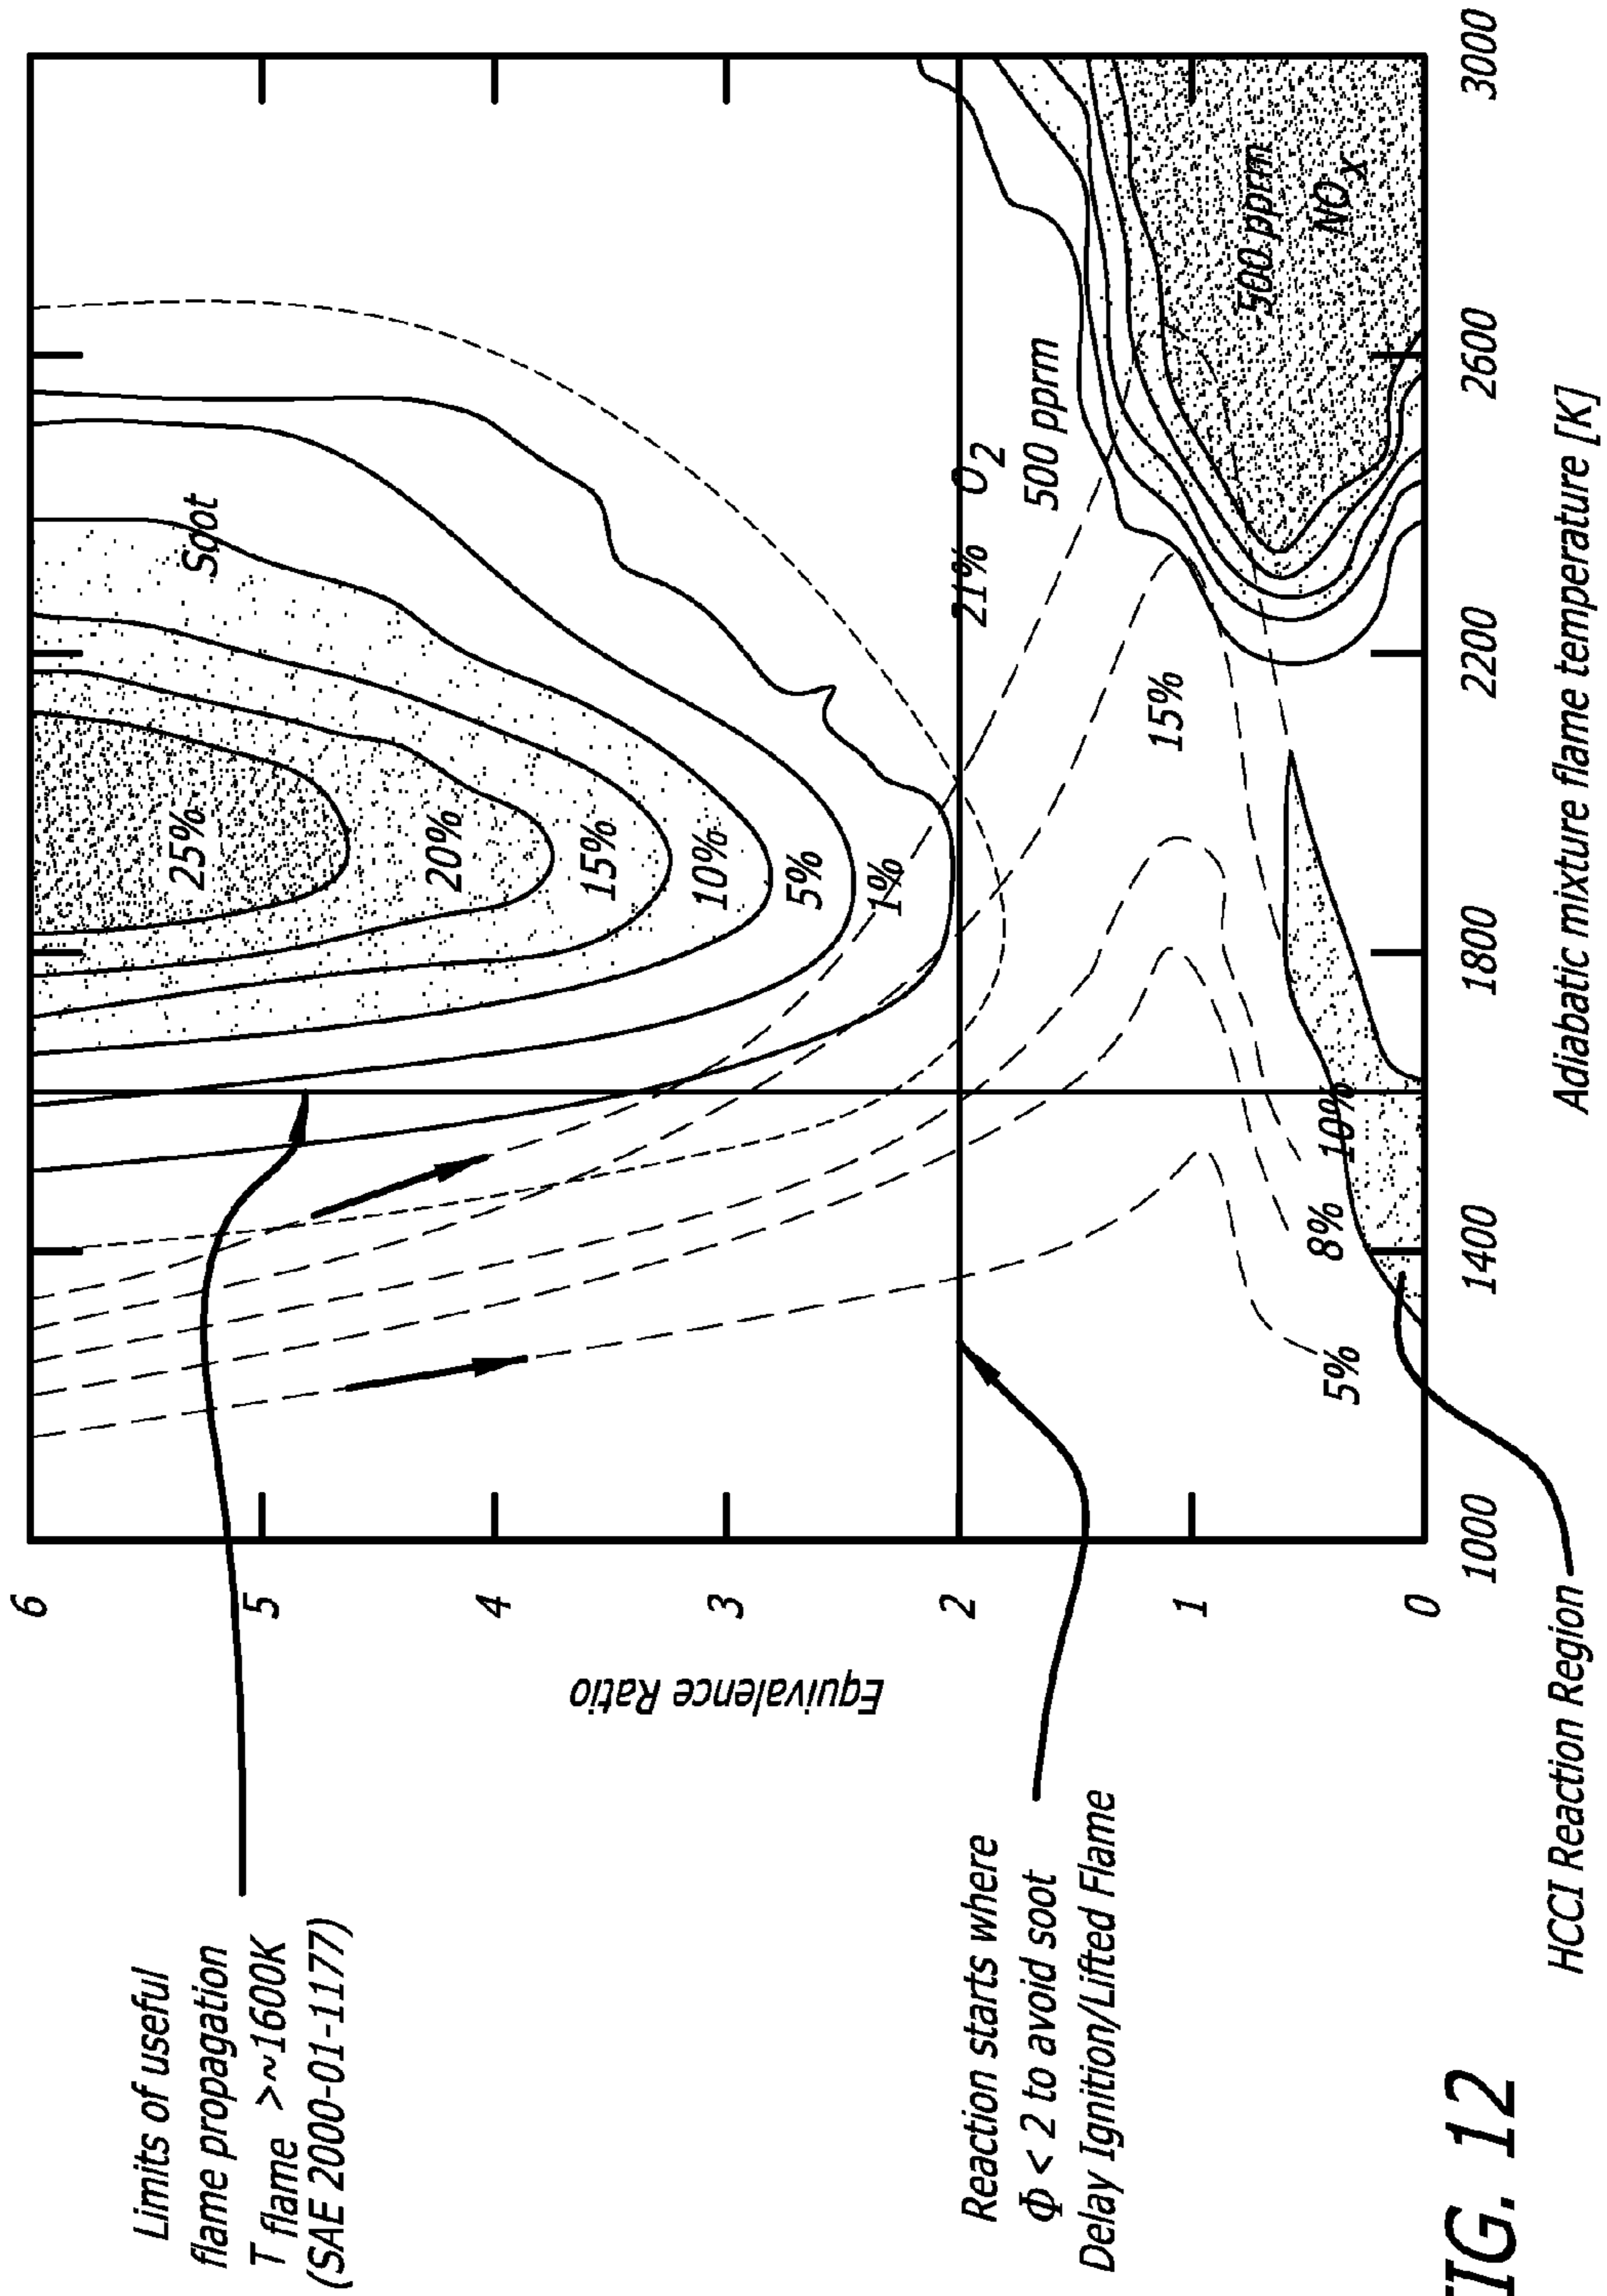 Limits of useful
flame propagation
T flame >~1600K
(SAE 2000-01-1177)
Reaction starts where
Φ < 2 to avoid soot
Delay Ignition/Lifted Flame
HCCI Reaction Region
Equivalence Ratio
6
5
4
3
2
1
0
Soot
25%
20%
15%
10%
5%
1%
21% O2
500 ppm
15%
10%
8%
5%
500 ppm
NOx
1000
1400
1800
2200
2600
3000
Adiabatic mixture flame temperature [K]
FIG. 12